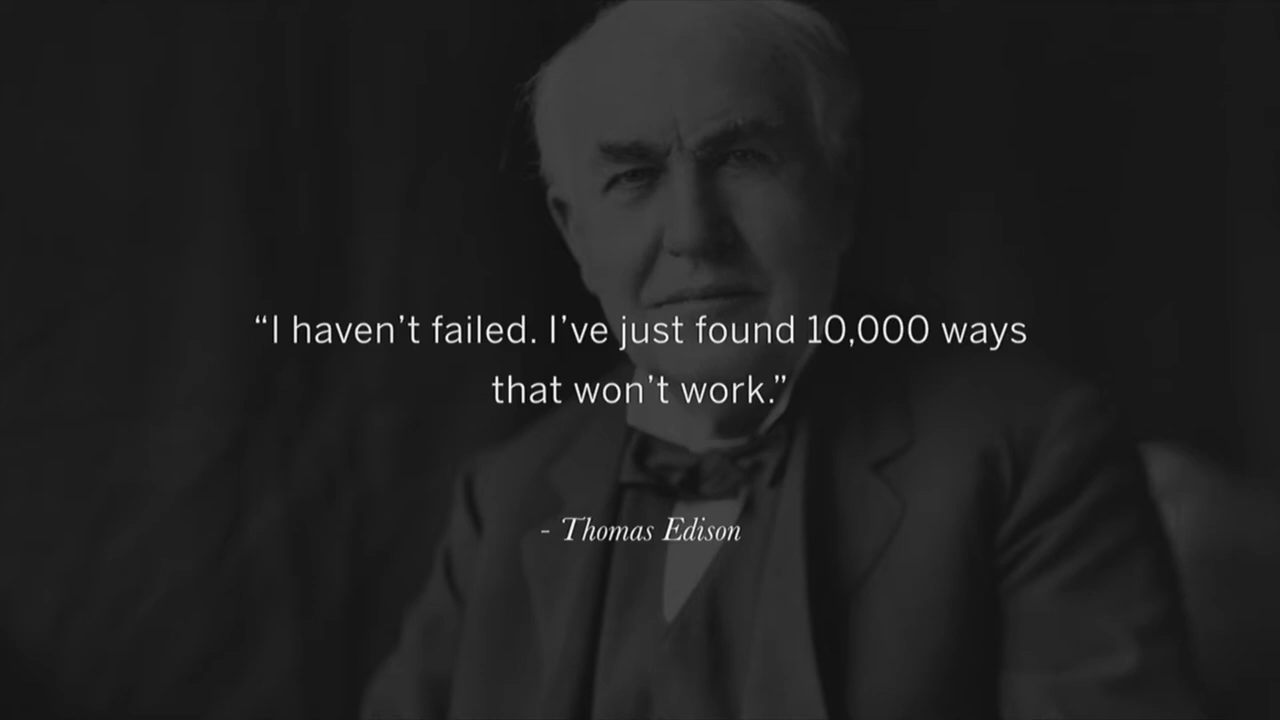 “I haven’t failed. I’ve just found 10,000 ways
that won’t work.”
- Thomas Edison